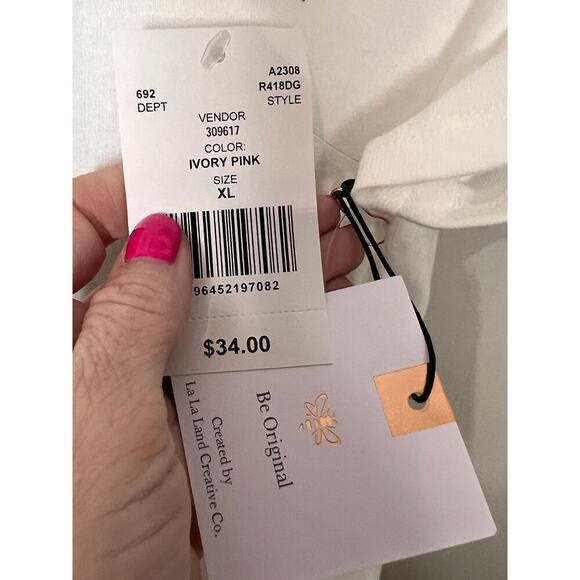 692
DEPT
A2308
R418DG
STYLE
VENDOR
309617
COLOR:
IVORY PINK
SIZE
XL
96452197082
$34.00
Be Original
Created by
La La Land Creative Co.